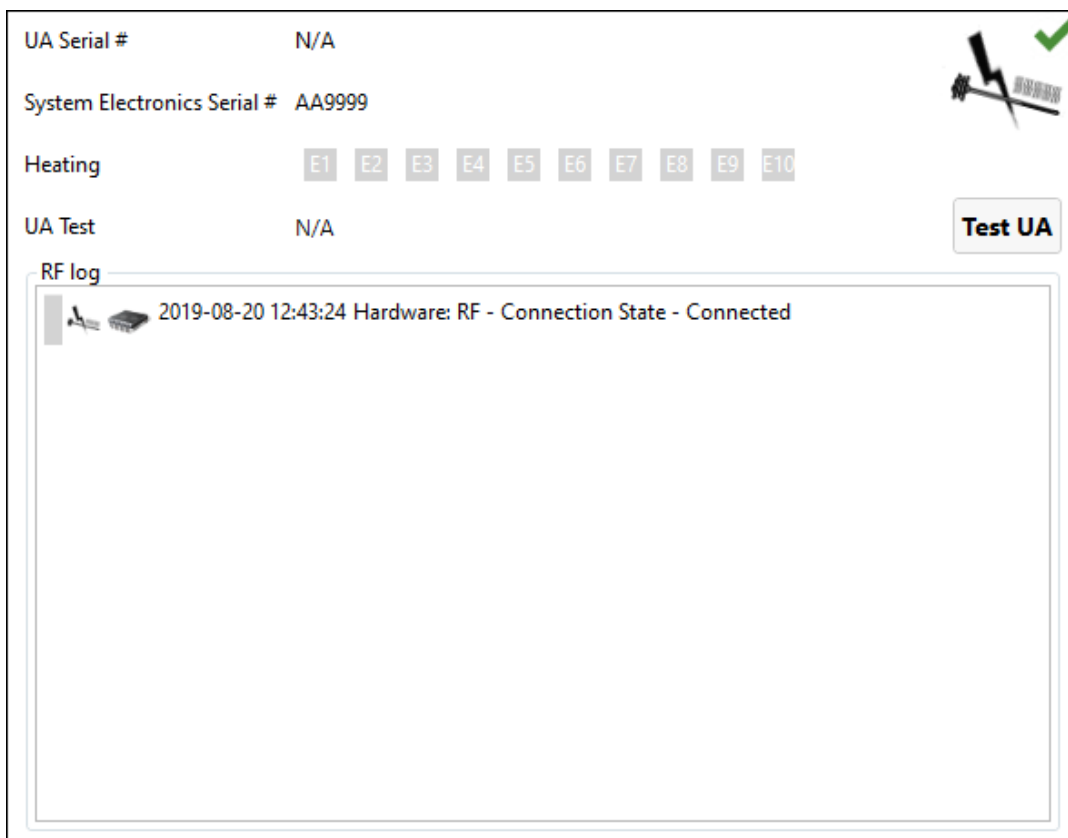 UA Serial # N/A
System Electronics Serial # AA9999
Heating E1 E2 E3 E4 E5 E6 E7 E8 E9 E10
UA Test N/A Test UA
RF log
2019-08-20 12:43:24 Hardware: RF - Connection State - Connected